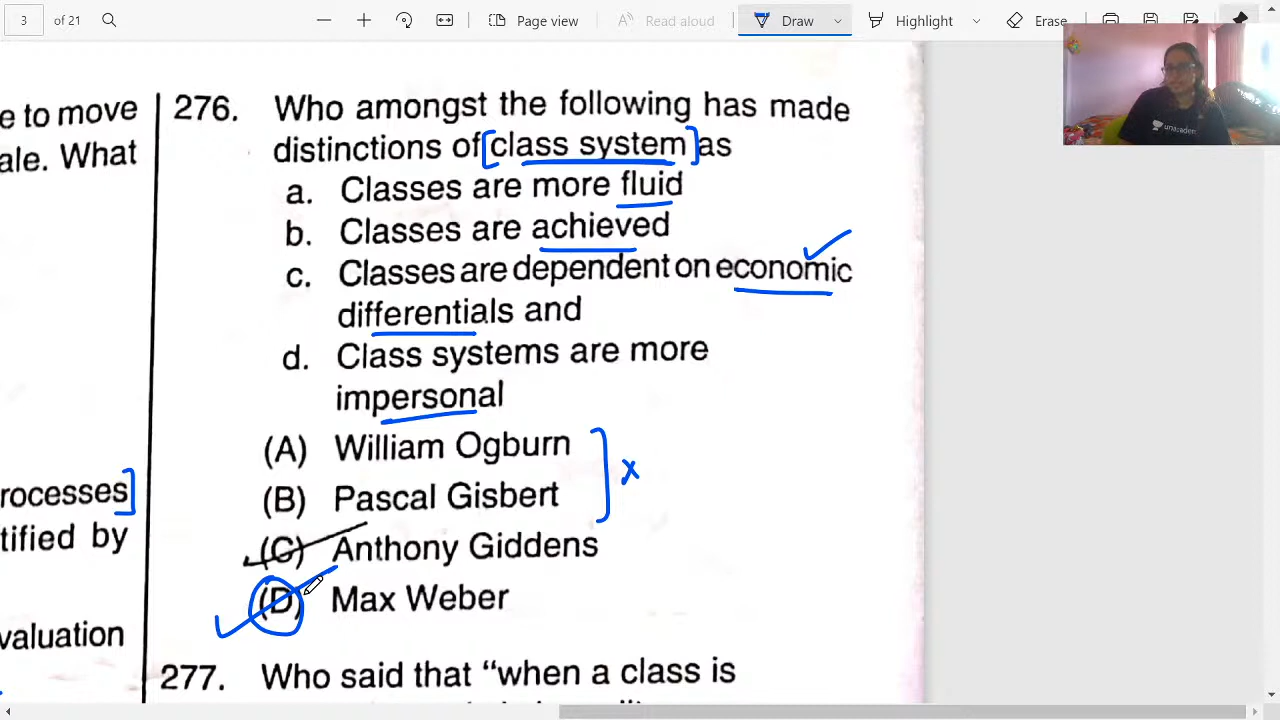 3 of 21 Page view Read aloud Draw Highlight Erase
e to move
ale. What
rocesses]
tified by
valuation
276. Who amongst the following has made
distinctions of [class system] as
a. Classes are more fluid
b. Classes are achieved
c. Classes are dependent on economic
differentials and
d. Class systems are more
impersonal
(A) William Ogburn
(B) Pascal Gisbert
x
(C) Anthony Giddens
(D) Max Weber
277. Who said that “when a class is
unacademy